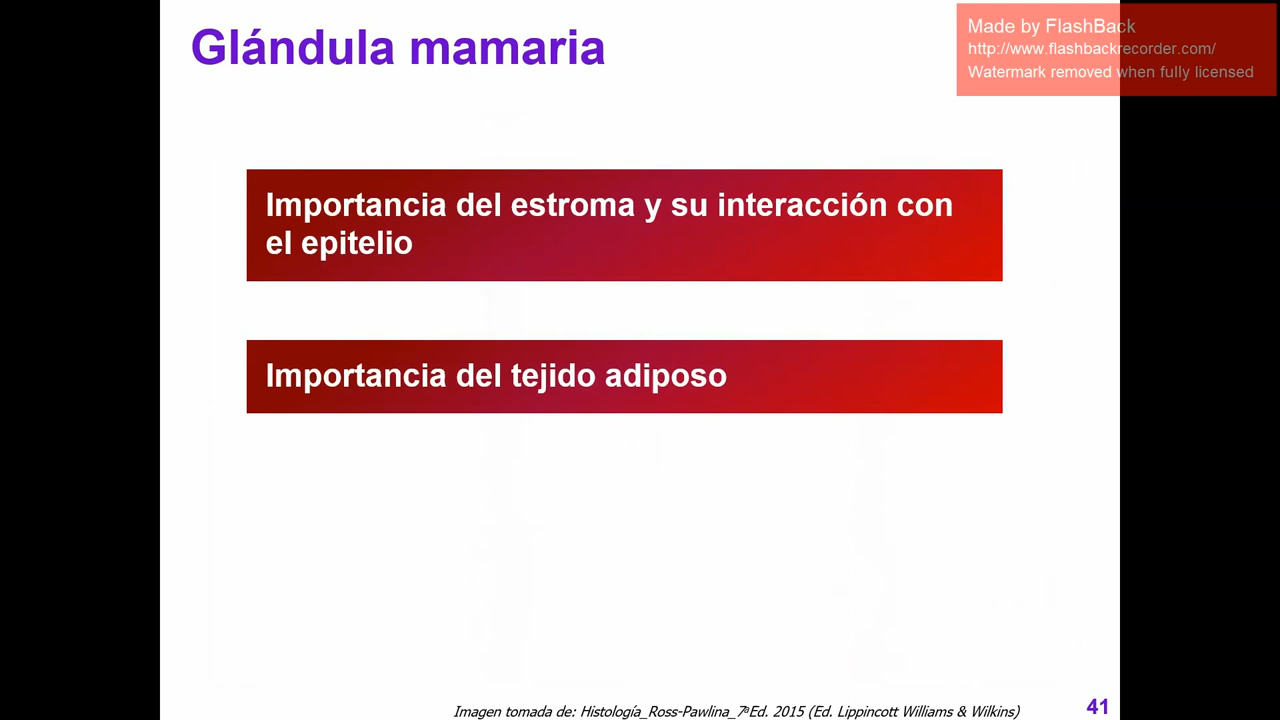 Glándula mamaria
Made by FlashBack
http://www.flashbackrecorder.com/
Watermark removed when fully licensed
Importancia del estroma y su interacción con
el epitelio
Importancia del tejido adiposo
Imagen tomada de: Histología_Ross-Pawlina_7ªEd. 2015 (Ed. Lippincott Williams & Wilkins)
41